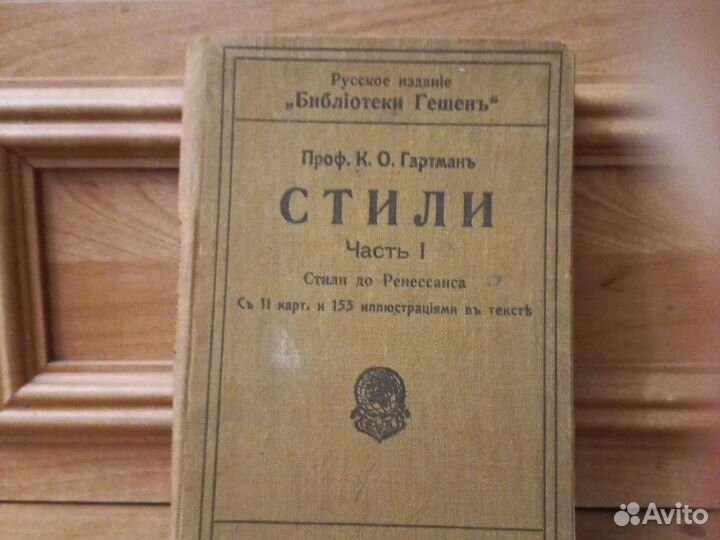 Русское изданіе
„Библіотеки Гешенъ“
Проф. К. О. Гартманъ
СТИЛИ
Часть I
Стили до Ренессанса
Съ 11 карт. и 153 иллюстраціями въ текстѣ
Avito